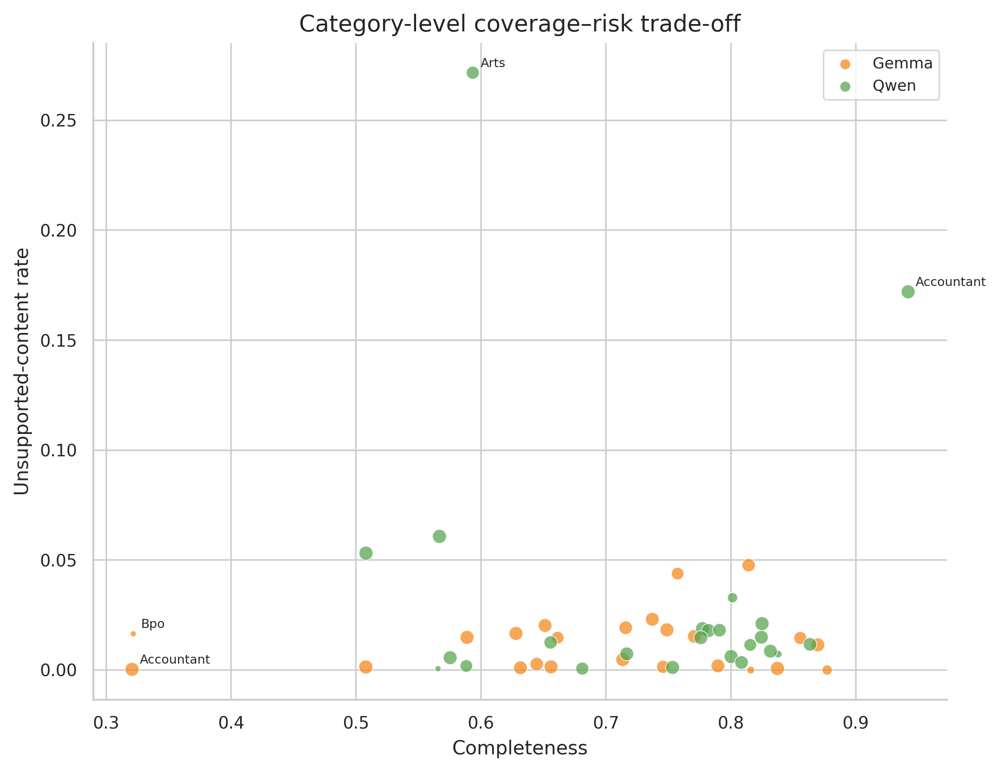 Category-level coverage–risk trade-off
Arts
Gemma
Qwen
0.25
0.20
Accountant
0.15
0.10
0.05
Bpo
Accountant
0.00
Unsupported-content rate
0.3 0.4 0.5 0.6 0.7 0.8 0.9
Completeness